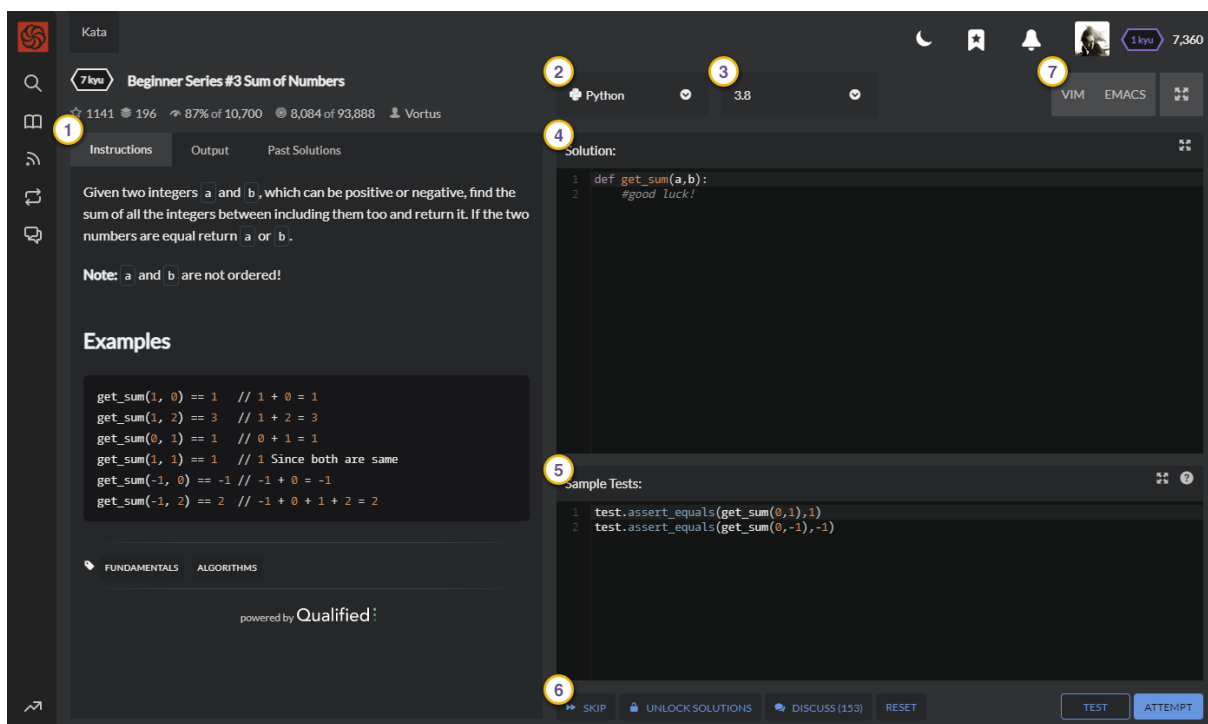 Kata
1 kyu 7,360
7 kyu Beginner Series #3 Sum of Numbers
1141 196 87% of 10,700 8,084 of 93,888 Vortus
1
Instructions Output Past Solutions
Given two integers a and b, which can be positive or negative, find the
sum of all the integers between including them too and return it. If the two
numbers are equal return a or b.
Note: a and b are not ordered!
Examples
get_sum(1, 0) == 1 // 1 + 0 = 1
get_sum(1, 2) == 3 // 1 + 2 = 3
get_sum(0, 1) == 1 // 0 + 1 = 1
get_sum(1, 1) == 1 // 1 Since both are same
get_sum(-1, 0) == -1 // -1 + 0 = -1
get_sum(-1, 2) == 2 // -1 + 0 + 1 + 2 = 2
FUNDAMENTALS ALGORITHMS
powered by Qualified
2 3 7
Python 3.8 VIM EMACS
4
Solution:
1 def get_sum(a,b):
2 #good luck!
5
Sample Tests:
1 test.assert_equals(get_sum(0,1),1)
2 test.assert_equals(get_sum(0,-1),-1)
6
SKIP UNLOCK SOLUTIONS DISCUSS (153) RESET TEST ATTEMPT